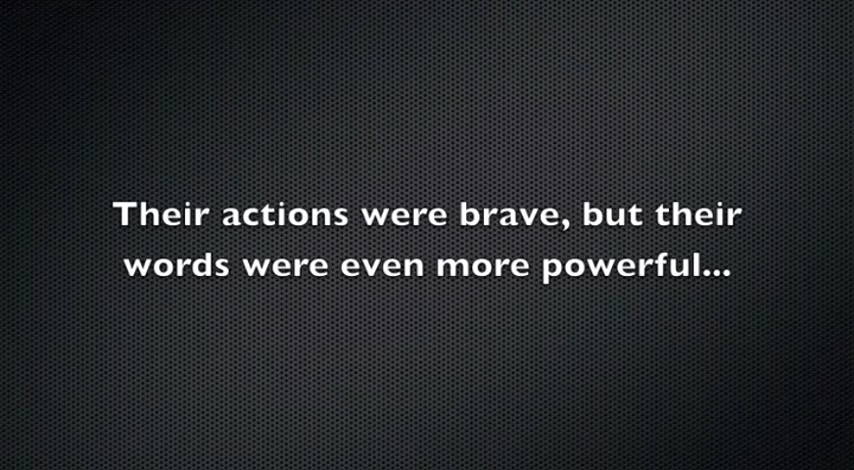 Their actions were brave, but their
words were even more powerful...